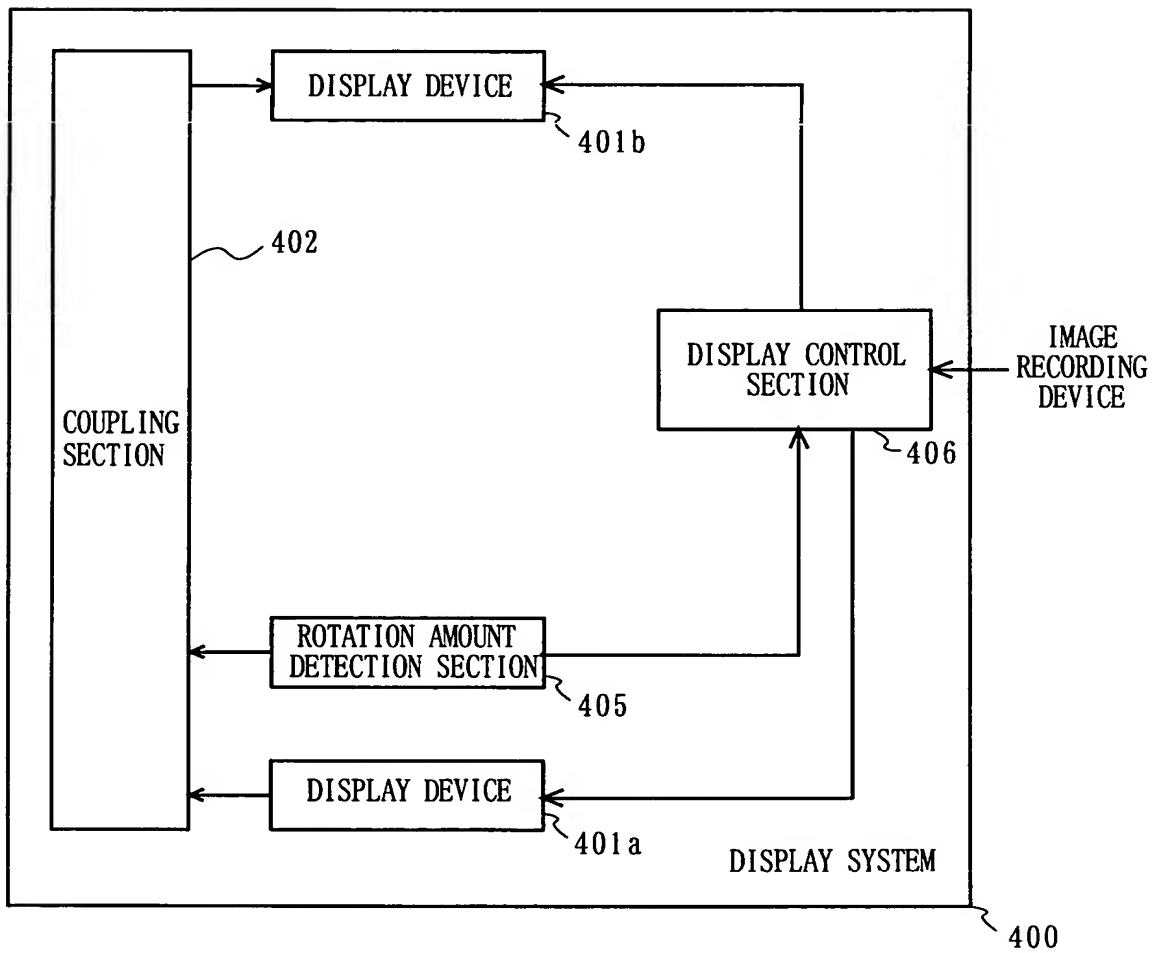 DISPLAY DEVICE
401b
402
DISPLAY CONTROL
SECTION
406
IMAGE
RECORDING
DEVICE
COUPLING
SECTION
ROTATION AMOUNT
DETECTION SECTION
405
DISPLAY DEVICE
401a
DISPLAY SYSTEM
400